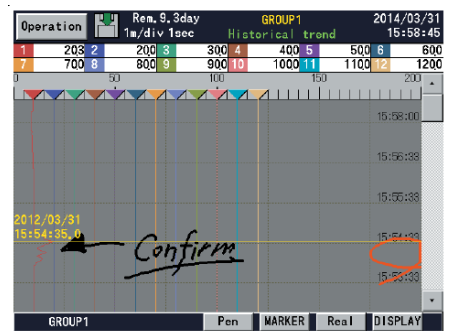 Operation Rem. 9.3day GROUP1 2014/03/31
1m/div 1sec Historical trend 15:58:45
1 203 2 200 3 300 4 400 5 500 6 600
7 700 8 800 9 900 10 1000 11 1100 12 1200
0 50 100 150 200
15:58:00
15:56:33
15:55:33
2012/03/31
15:54:35.0 15:54:33
Confirm
15:53:33
GROUP1 Pen MARKER Real DISPLAY